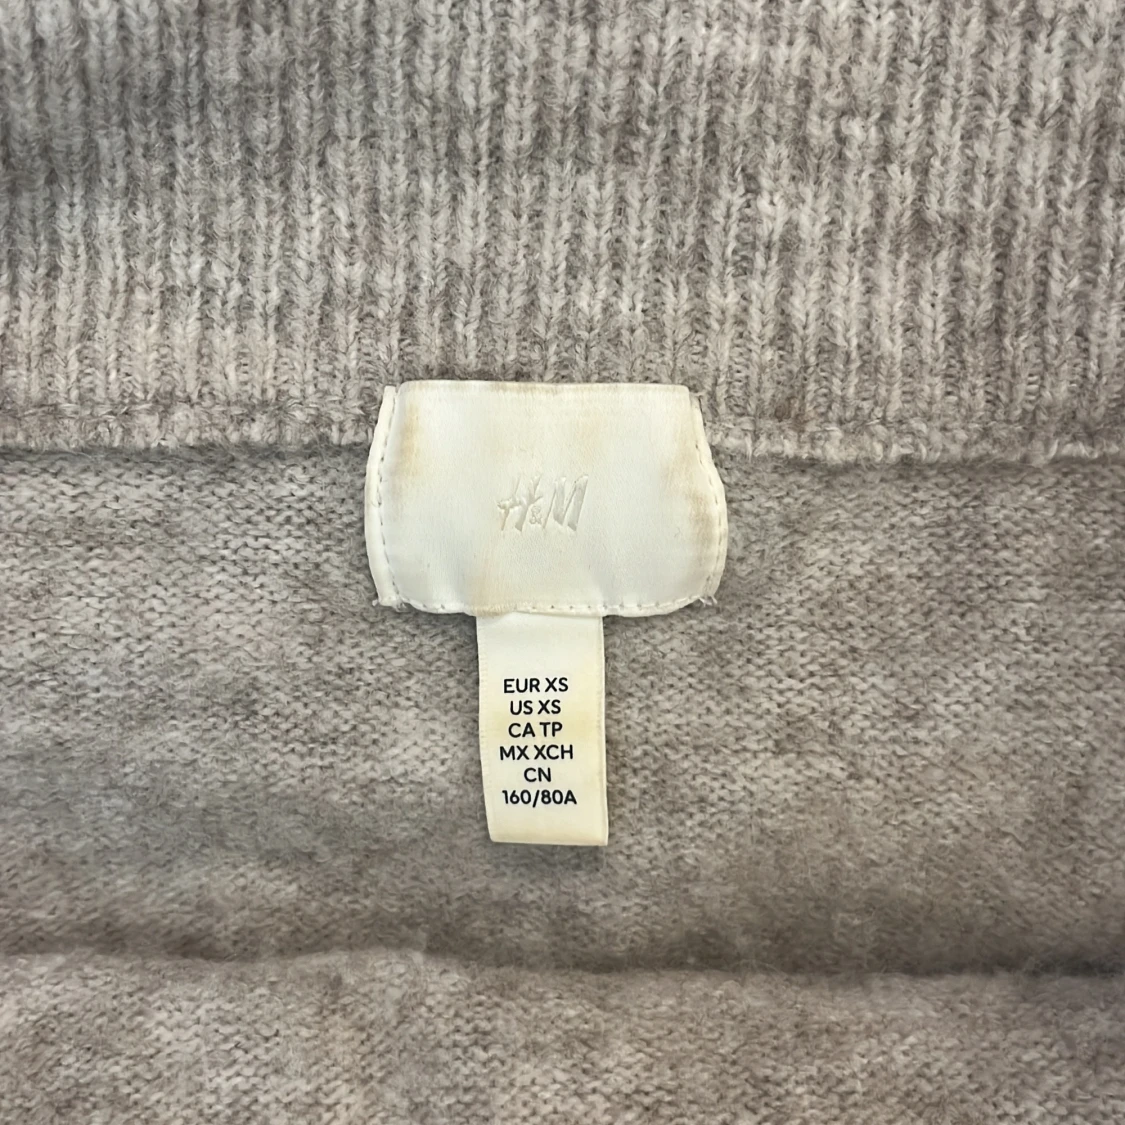 H&M
EUR XS
US XS
CA TP
MX XCH
CN
160/80A